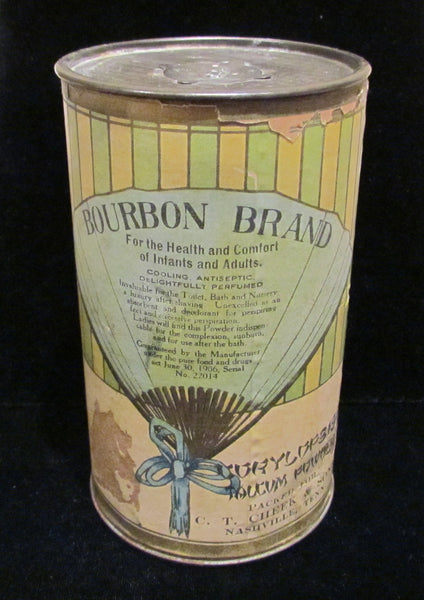 BOURBON BRAND
For the Health and Comfort
of Infants and Adults.
COOLING, ANTISEPTIC
DELIGHTFULLY PERFUMED
Invaluable for the Toilet, Bath and Nursery
a luxury after shaving. Unexcelled as an
absorbent and deodorant for perspiring
feet and excessive perspiration.
Ladies will find this Powder indispen-
sable for the complexion, sunburn,
and for use after the bath.
Guaranteed by the Manufacturer
under the pure food and drugs
act June 30, 1906, Serial
No. 22014
CORYLOPSIS
TALCUM POWDER
PACKED FOR
C. T. CHEEK & SONS
NASHVILLE, TENN